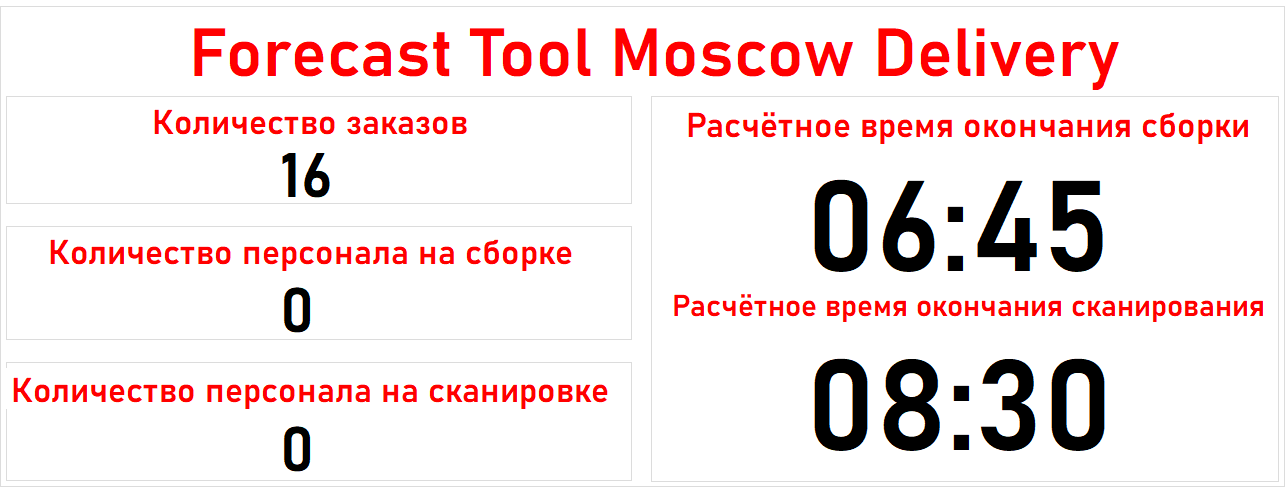 Forecast Tool Moscow Delivery
Количество заказов
16
Количество персонала на сборке
0
Количество персонала на сканировке
0
Расчётное время окончания сборки
06:45
Расчётное время окончания сканирования
08:30